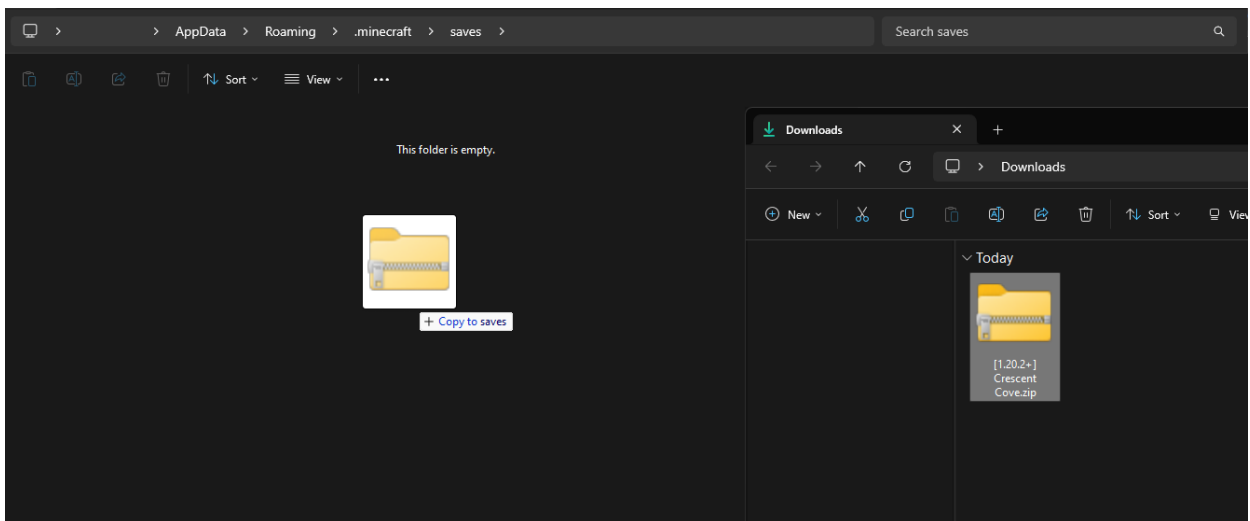 > > AppData > Roaming > .minecraft > saves >
Search saves
Sort View ...
This folder is empty.
+ Copy to saves
Downloads
> Downloads
New Sort View
Today
[1.20.2+]
Crescent
Cove.zip